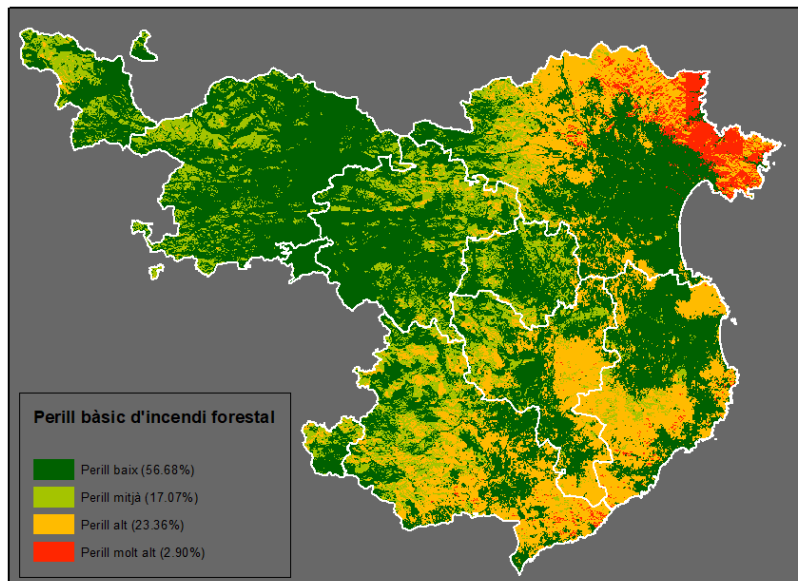 Perill bàsic d'incendi forestal
Perill baix (56.68%)
Perill mitjà (17.07%)
Perill alt (23.36%)
Perill molt alt (2.90%)